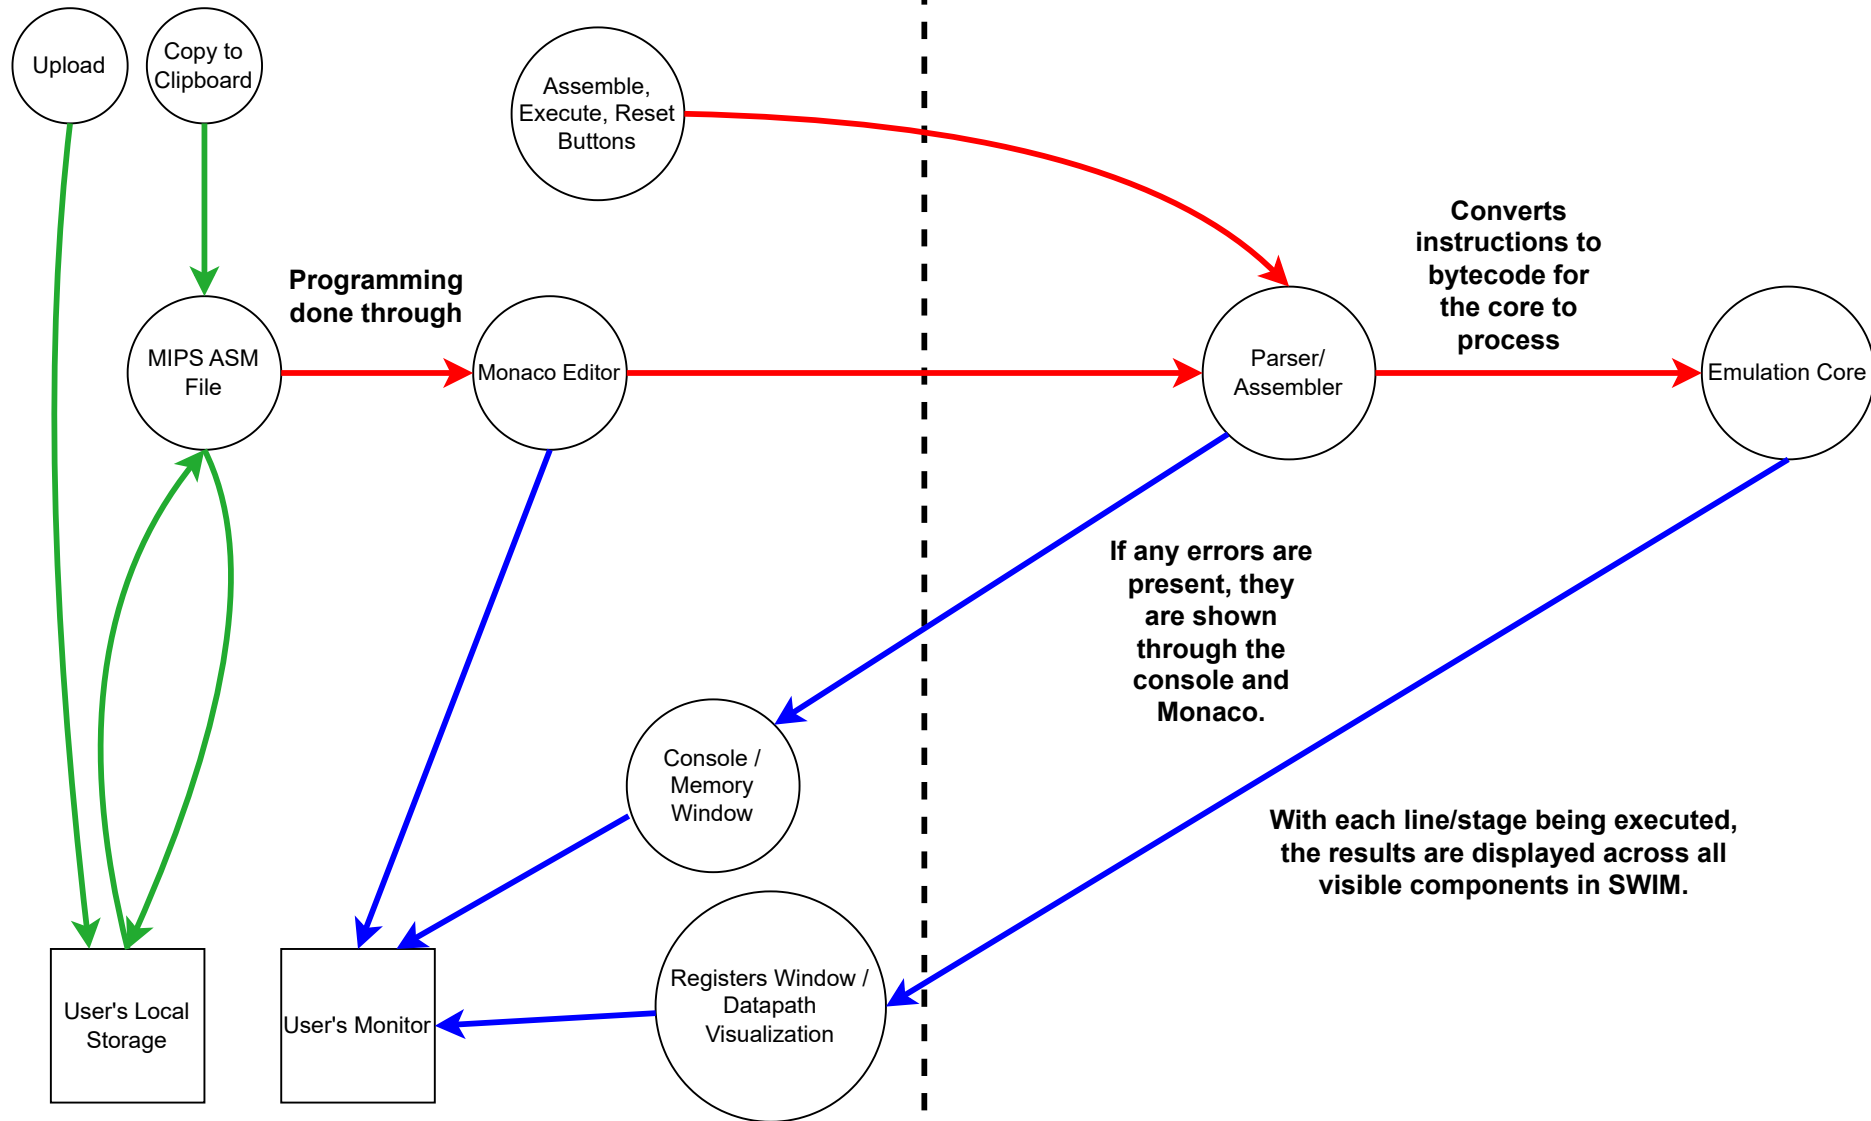 Upload
Copy to
Clipboard
Assemble,
Execute, Reset
Buttons
Converts
instructions to
bytecode for
the core to
process
Programming
done through
MIPS ASM
File
Monaco Editor
Parser/
Assembler
Emulation Core
If any errors are
present, they
are shown
through the
console and
Monaco.
Console /
Memory
Window
With each line/stage being executed,
the results are displayed across all
visible components in SWIM.
User's Local
Storage
User's Monitor
Registers Window /
Datapath
Visualization